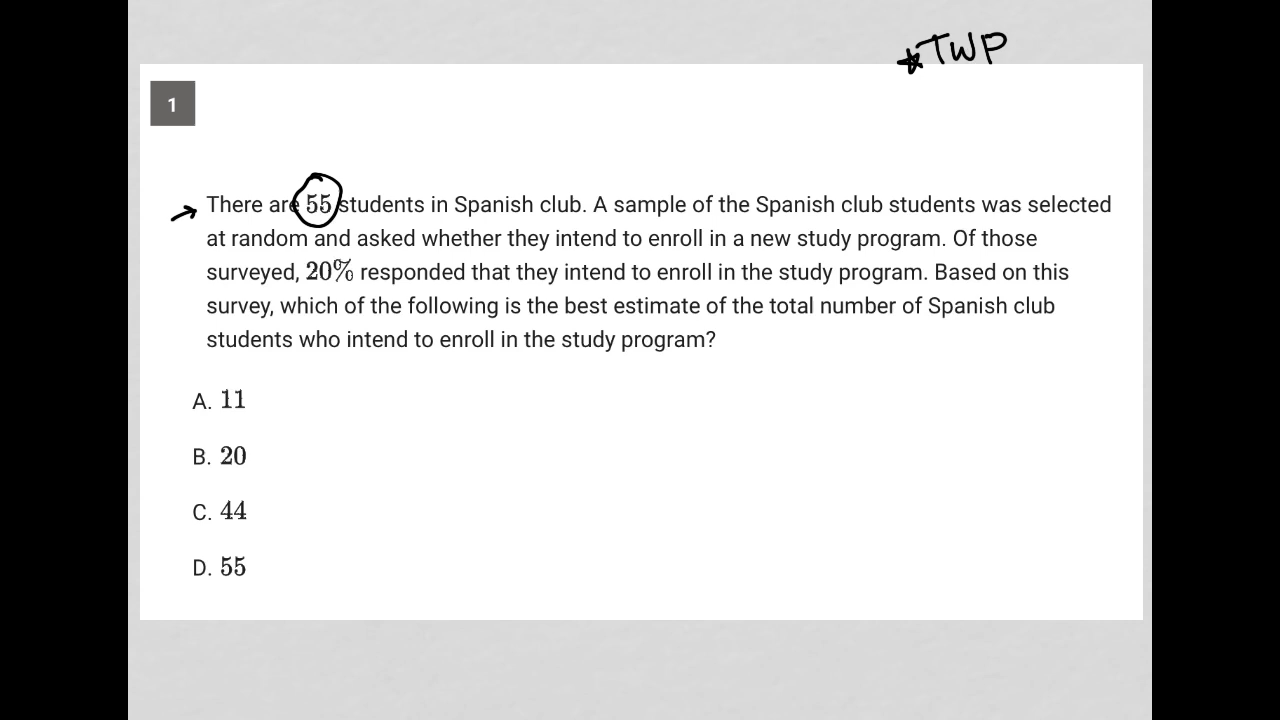 TWP
1
There are 55 students in Spanish club. A sample of the Spanish club students was selected
at random and asked whether they intend to enroll in a new study program. Of those
surveyed, 20% responded that they intend to enroll in the study program. Based on this
survey, which of the following is the best estimate of the total number of Spanish club
students who intend to enroll in the study program?
A. 11
B. 20
C. 44
D. 55